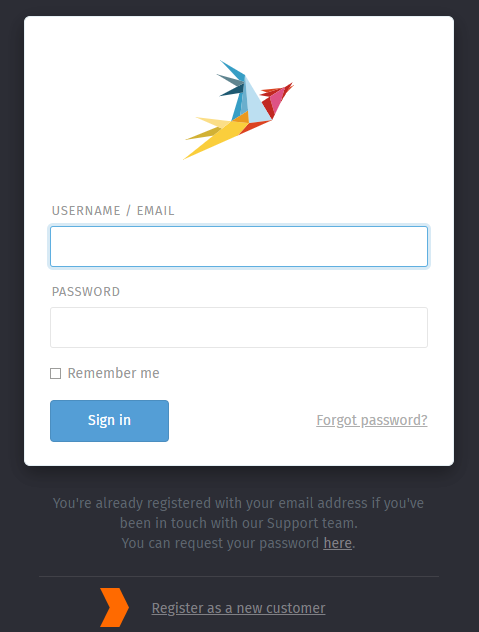 USERNAME / EMAIL
PASSWORD
Remember me
Sign in
Forgot password?
You're already registered with your email address if you've
been in touch with our Support team.
You can request your password here.
Register as a new customer